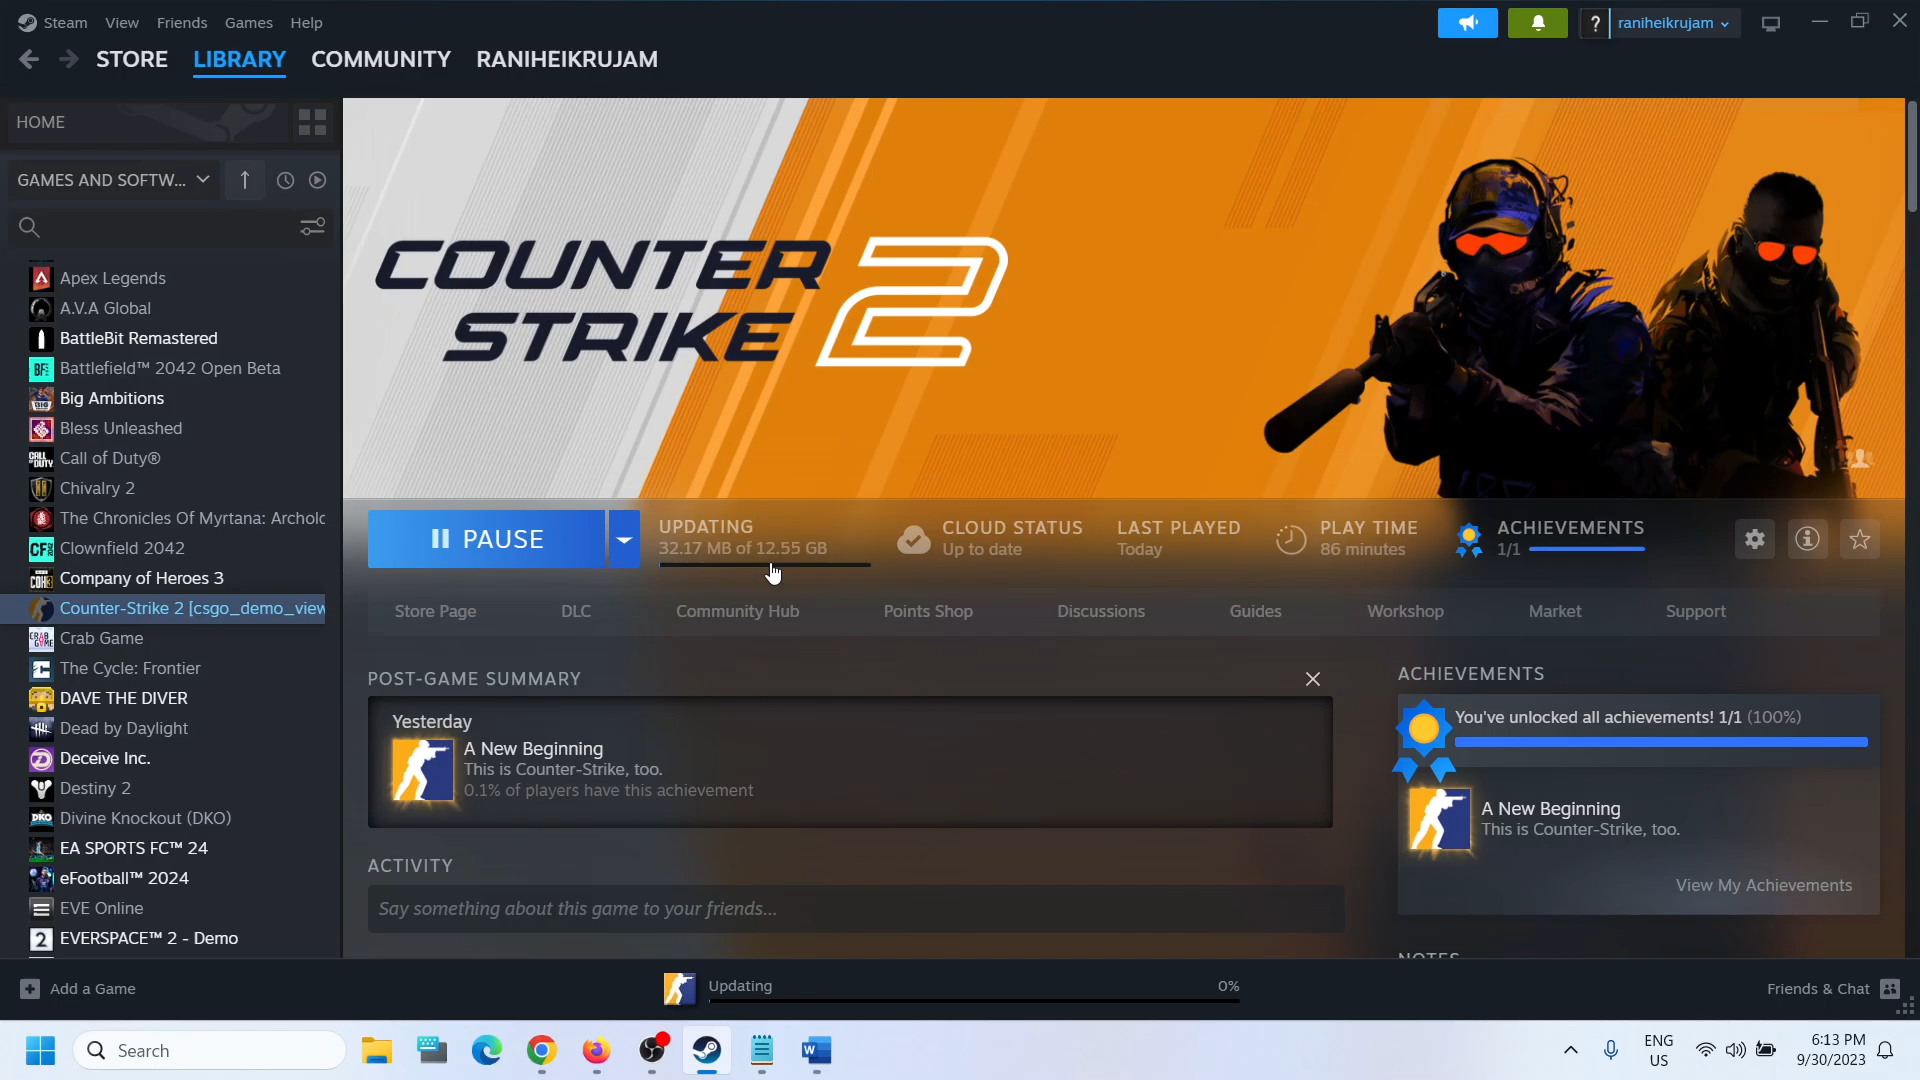 Steam View Friends Games Help
? raniheikrujam
STORE LIBRARY COMMUNITY RANIHEIKRUJAM
HOME
GAMES AND SOFTW...
Apex Legends
A.V.A Global
BattleBit Remastered
Battlefield™ 2042 Open Beta
Big Ambitions
Bless Unleashed
Call of Duty®
Chivalry 2
The Chronicles Of Myrtana: Archolo
Clownfield 2042
Company of Heroes 3
Counter-Strike 2 [csgo_demo_view
Crab Game
The Cycle: Frontier
DAVE THE DIVER
Dead by Daylight
Deceive Inc.
Destiny 2
Divine Knockout (DKO)
EA SPORTS FC™ 24
eFootball™ 2024
EVE Online
EVERSPACE™ 2 - Demo
COUNTER
STRIKE 2
PAUSE
UPDATING
32.17 MB of 12.55 GB
CLOUD STATUS
Up to date
LAST PLAYED
Today
PLAY TIME
86 minutes
ACHIEVEMENTS
1/1
Store Page DLC Community Hub Points Shop Discussions Guides Workshop Market Support
POST-GAME SUMMARY
Yesterday
A New Beginning
This is Counter-Strike, too.
0.1% of players have this achievement
ACTIVITY
Say something about this game to your friends...
ACHIEVEMENTS
You've unlocked all achievements! 1/1 (100%)
A New Beginning
This is Counter-Strike, too.
View My Achievements
NOTES
Add a Game
Updating 0%
Friends & Chat
Search
ENG
US
6:13 PM
9/30/2023